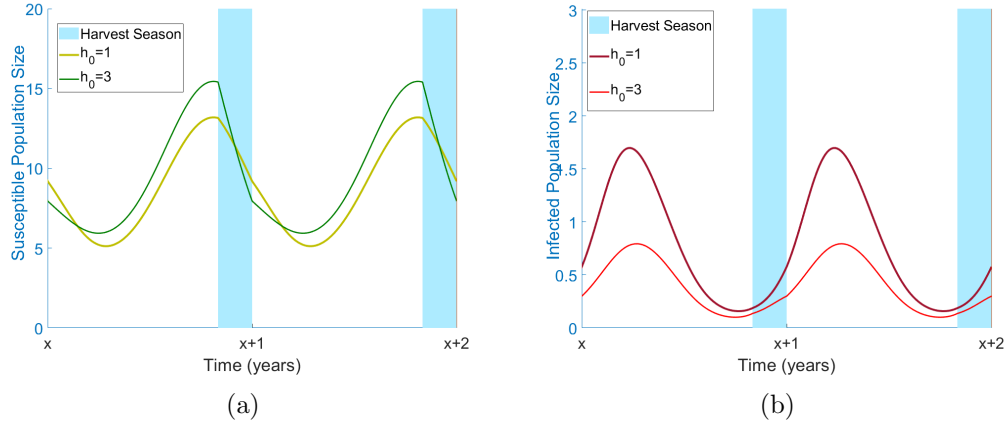 20
15
10
5
0
Susceptible Population Size
Harvest Season
h0=1
h0=3
x
x+1
x+2
Time (years)
(a)
3
2.5
2
1.5
1
0.5
0
Infected Population Size
Harvest Season
h0=1
h0=3
x
x+1
x+2
Time (years)
(b)